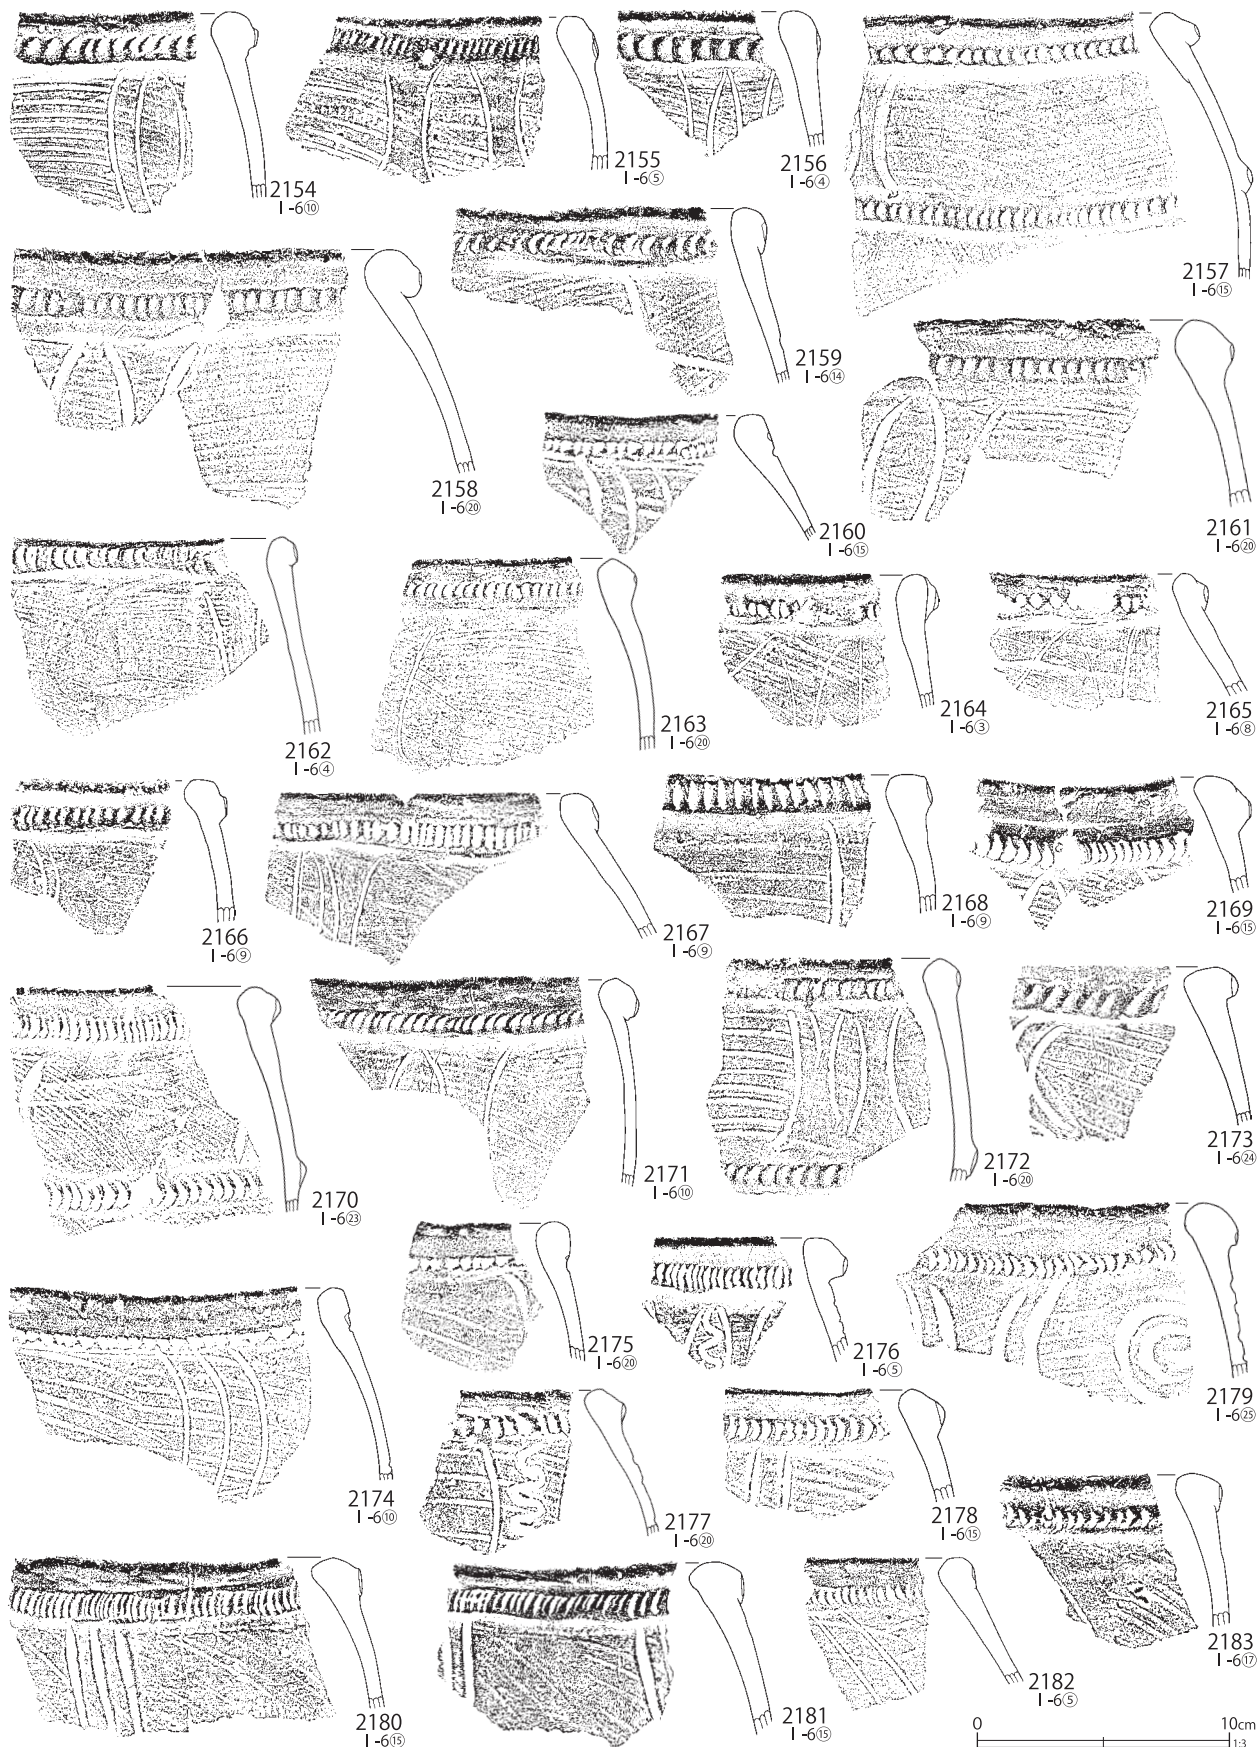 2154
I -6⑩
2155
I -6⑤
2156
I -6④
2157
I -6⑮
2158
I -6⑳
2159
I -6⑭
2160
I -6⑮
2161
I -6⑳
2162
I -6④
2163
I -6⑳
2164
I -6③
2165
I -6⑧
2166
I -6⑨
2167
I -6⑨
2168
I -6⑨
2169
I -6⑮
2170
I -6㉓
2171
I -6⑩
2172
I -6⑳
2173
I -6㉔
2174
I -6⑩
2175
I -6⑳
2176
I -6⑤
2177
I -6⑳
2178
I -6⑮
2179
I -6㉕
2180
I -6⑮
2181
I -6⑮
2182
I -6⑤
2183
I -6⑰
0 10cm
1:3